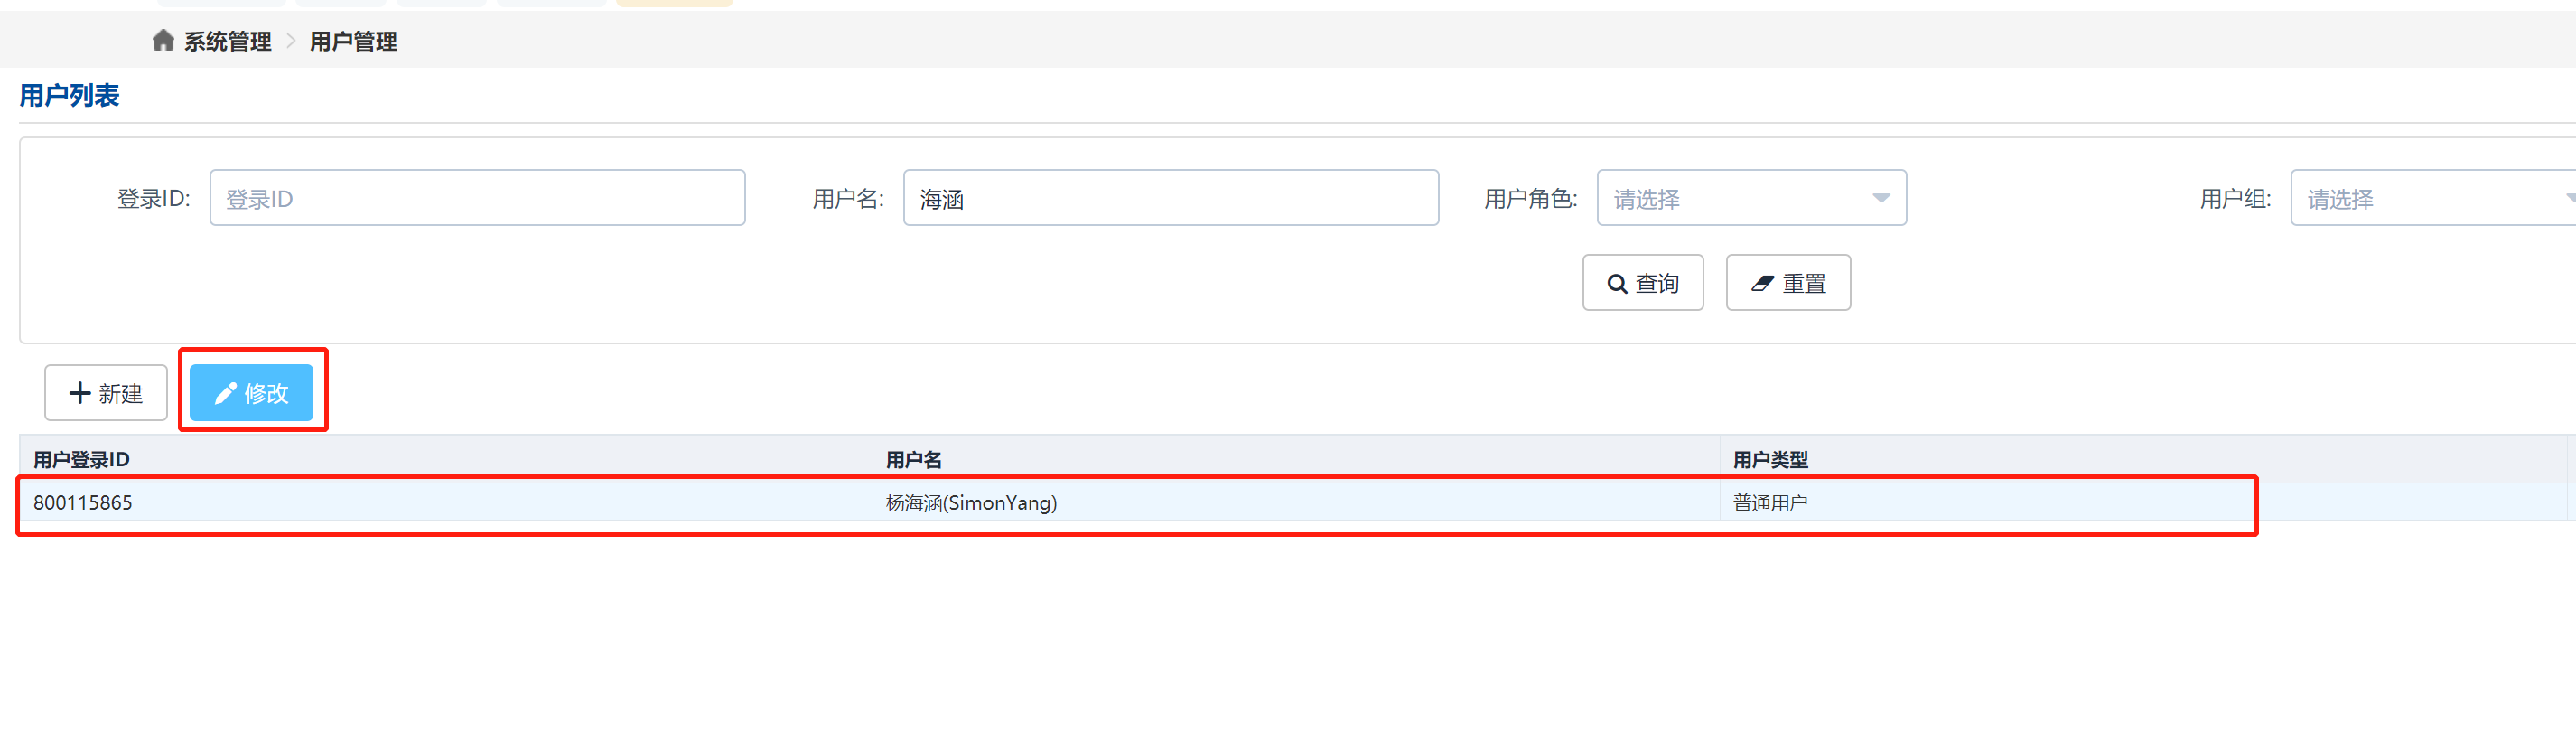 系统管理 > 用户管理
用户列表
登录ID: 登录ID 用户名: 海涵 用户角色: 请选择 用户组: 请选择
查询 重置
新建 修改
用户登录ID 用户名 用户类型
800115865 杨海涵(SimonYang) 普通用户